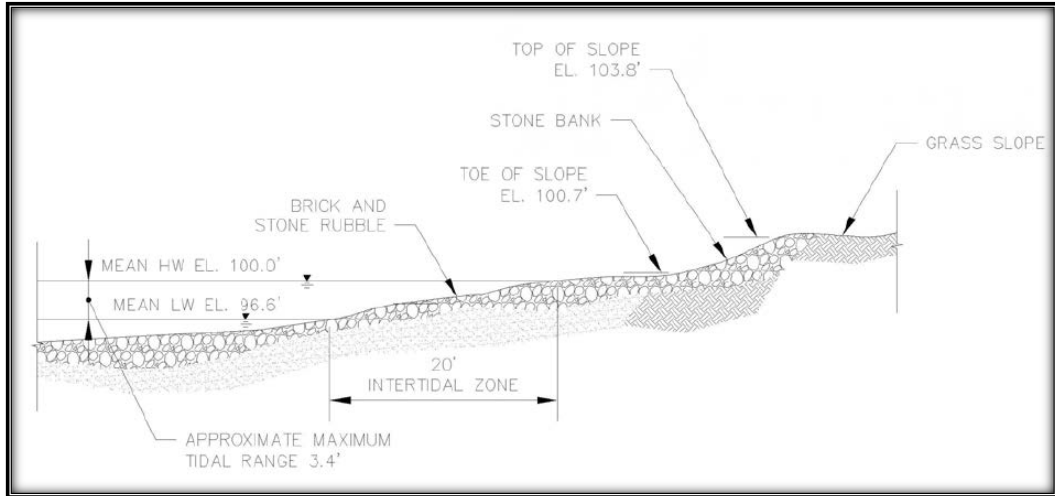 TOP OF SLOPE
EL. 103.8'
STONE BANK
GRASS SLOPE
TOE OF SLOPE
EL. 100.7'
BRICK AND
STONE RUBBLE
MEAN HW EL. 100.0'
MEAN LW EL. 96.6'
20'
INTERTIDAL ZONE
APPROXIMATE MAXIMUM
TIDAL RANGE 3.4'